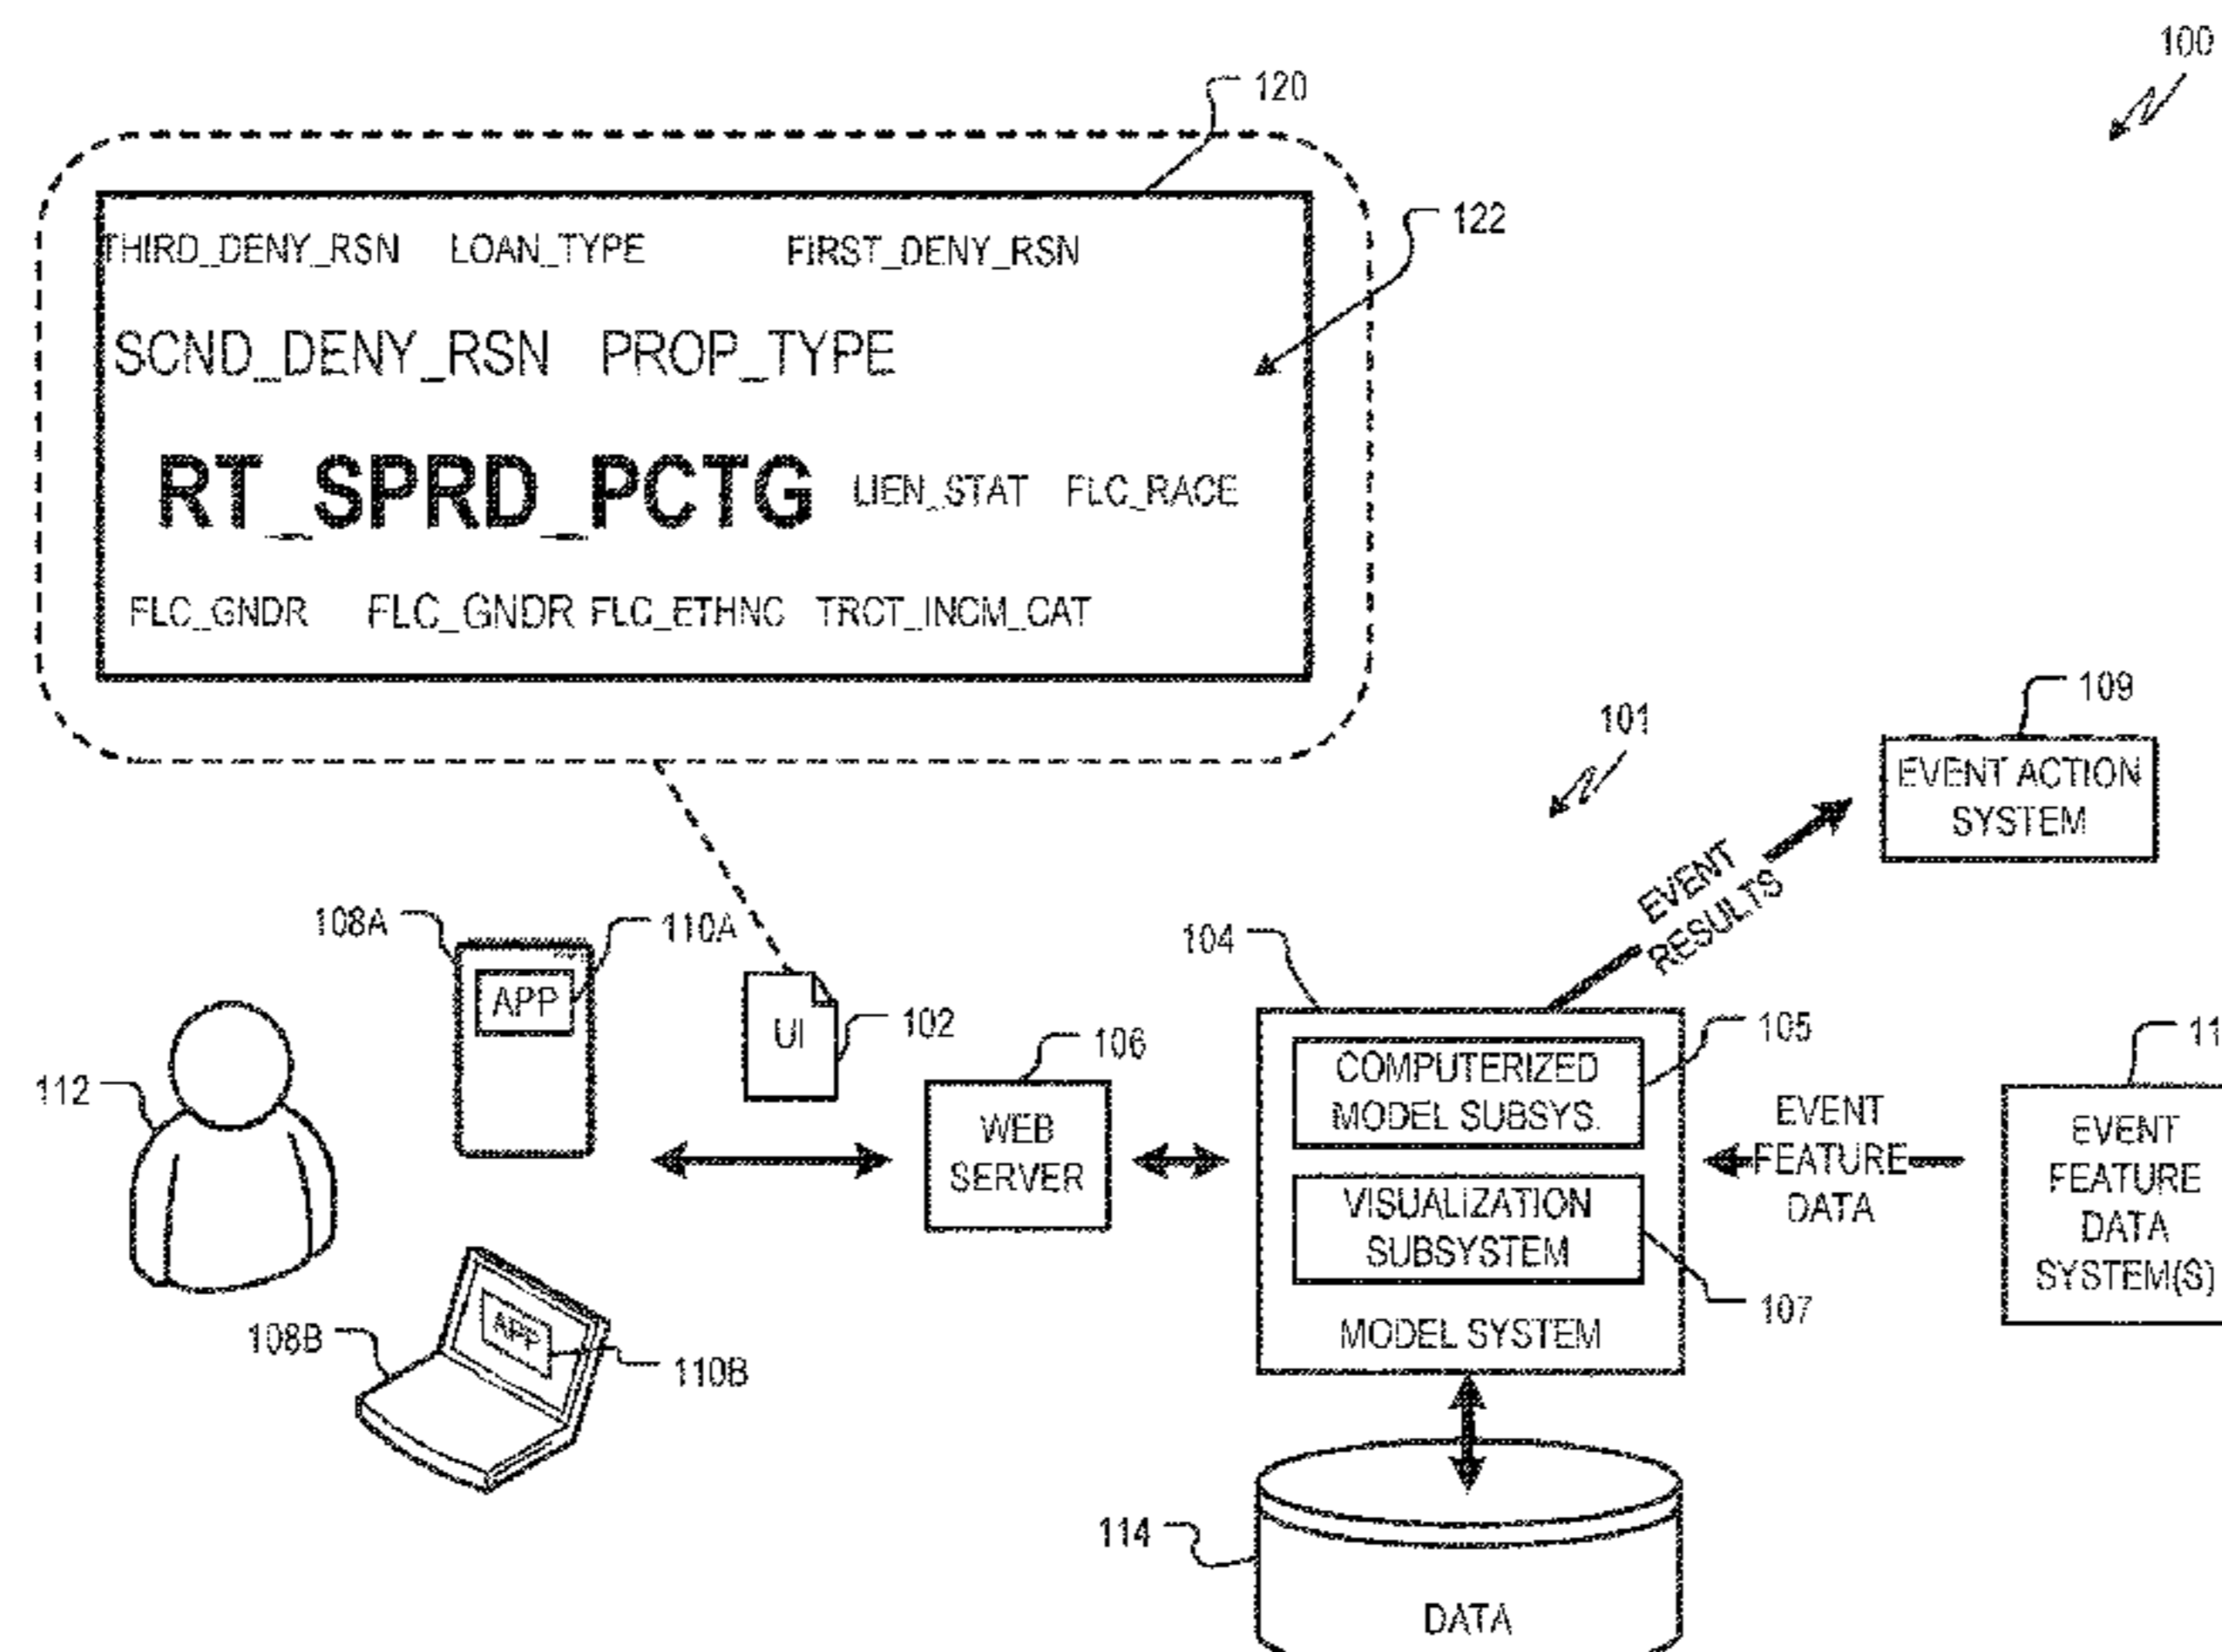 100
120
122
THIRD_DENY_RSN LOAN_TYPE FIRST_DENY_RSN
SCND_DENY_RSN PROP_TYPE
RT_SPRD_PCTG LIEN_STAT FLC_RACE
FLC_GNDR FLC_GNDR FLC_ETHNC TRCT_INCM_CAT
101
109
EVENT ACTION
SYSTEM
EVENT
RESULTS
108A
110A
APP
UI
102
112
106
WEB
SERVER
104
105
COMPUTERIZED
MODEL SUBSYS.
VISUALIZATION
SUBSYSTEM
107
MODEL SYSTEM
EVENT
FEATURE
DATA
EVENT
FEATURE
DATA
SYSTEM(S)
108B
APP
110B
114
DATA